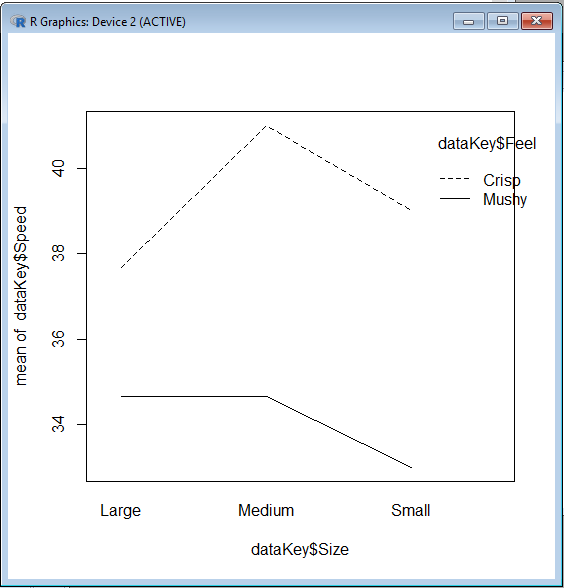 R Graphics: Device 2 (ACTIVE)
dataKey$Feel
Crisp
Mushy
mean of dataKey$Speed
40
38
36
34
Large Medium Small
dataKey$Size